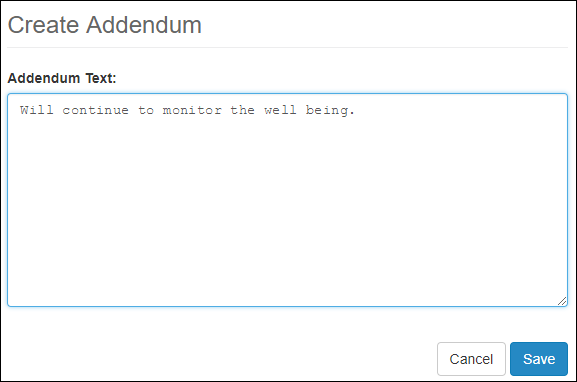 Create Addendum
Addendum Text:
Will continue to monitor the well being.
Cancel Save